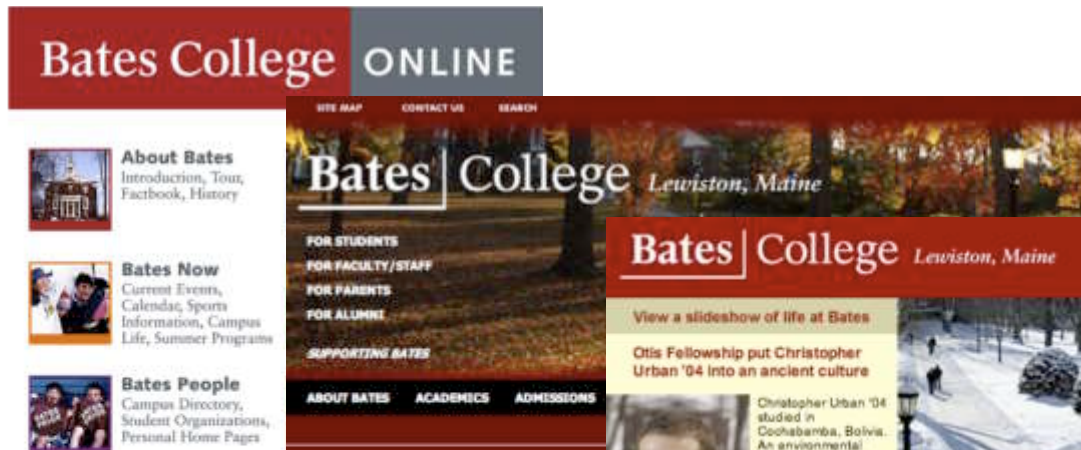 Bates College ONLINE
About Bates
Introduction, Tour,
Factbook, History
Bates Now
Current Events,
Calendar, Sports
Information, Campus
Life, Summer Programs
Bates People
Campus Directory,
Student Organizations,
Personal Home Pages
SITE MAP CONTACT US SEARCH
Bates College Lewiston, Maine
FOR STUDENTS
FOR FACULTY/STAFF
FOR PARENTS
FOR ALUMNI
SUPPORTING BATES
ABOUT BATES ACADEMICS ADMISSIONS
Bates College Lewiston, Maine
View a slideshow of life at Bates
Otis Fellowship put Christopher
Urban '04 into an ancient culture
Christopher Urban '04
studied in
Cochabamba, Bolivia.
An environmental